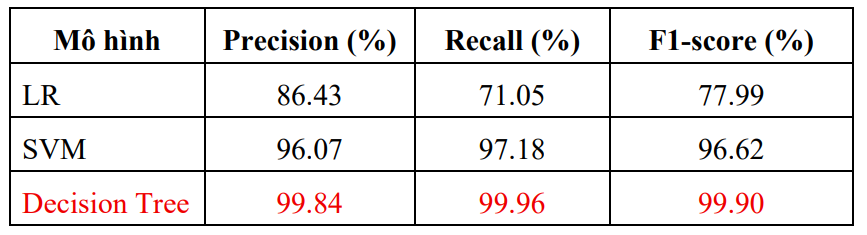 Mô hình Precision (%) Recall (%) F1-score (%)
LR 86.43 71.05 77.99
SVM 96.07 97.18 96.62
Decision Tree 99.84 99.96 99.90